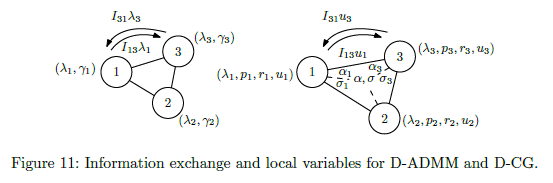 I₃₁λ₃
I₁₃λ₁
(λ₃, γ₃)
3
(λ₁, γ₁)
1
2
(λ₂, γ₂)
I₃₁u₃
I₁₃u₁
3
(λ₃, p₃, r₃, u₃)
(λ₁, p₁, r₁, u₁)
1
α₁
σ₁
α, σ
α₃
σ₃
2
(λ₂, p₂, r₂, u₂)
Figure 11: Information exchange and local variables for D-ADMM and D-CG.